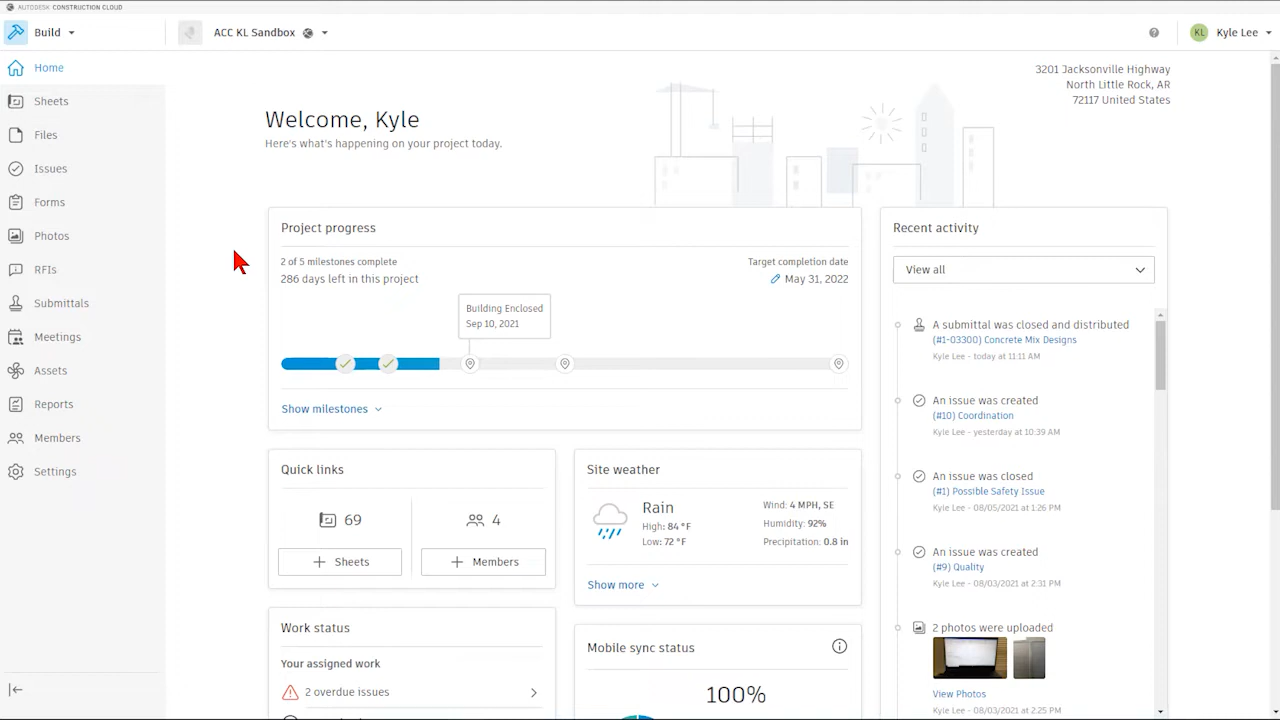 AUTODESK CONSTRUCTION CLOUD
Build
ACC KL Sandbox
KL
Kyle Lee
Home
Sheets
Files
Issues
Forms
Photos
RFIs
Submittals
Meetings
Assets
Reports
Members
Settings
3201 Jacksonville Highway
North Little Rock, AR
72117 United States
Welcome, Kyle
Here's what's happening on your project today.
Project progress
2 of 5 milestones complete
286 days left in this project
Target completion date
May 31, 2022
Building Enclosed
Sep 10, 2021
Show milestones
Quick links
69
4
Sheets
Members
Site weather
Rain
High: 84 °F
Low: 72 °F
Wind: 4 MPH, SE
Humidity: 92%
Precipitation: 0.8 in
Show more
Work status
Your assigned work
2 overdue issues
Mobile sync status
100%
Recent activity
View all
A submittal was closed and distributed
(#1-03300) Concrete Mix Designs
Kyle Lee - today at 11:11 AM
An issue was created
(#10) Coordination
Kyle Lee - yesterday at 10:39 AM
An issue was closed
(#1) Possible Safety Issue
Kyle Lee - 08/05/2021 at 1:26 PM
An issue was created
(#9) Quality
Kyle Lee - 08/03/2021 at 2:31 PM
2 photos were uploaded
View Photos
Kyle Lee - 08/03/2021 at 2:25 PM